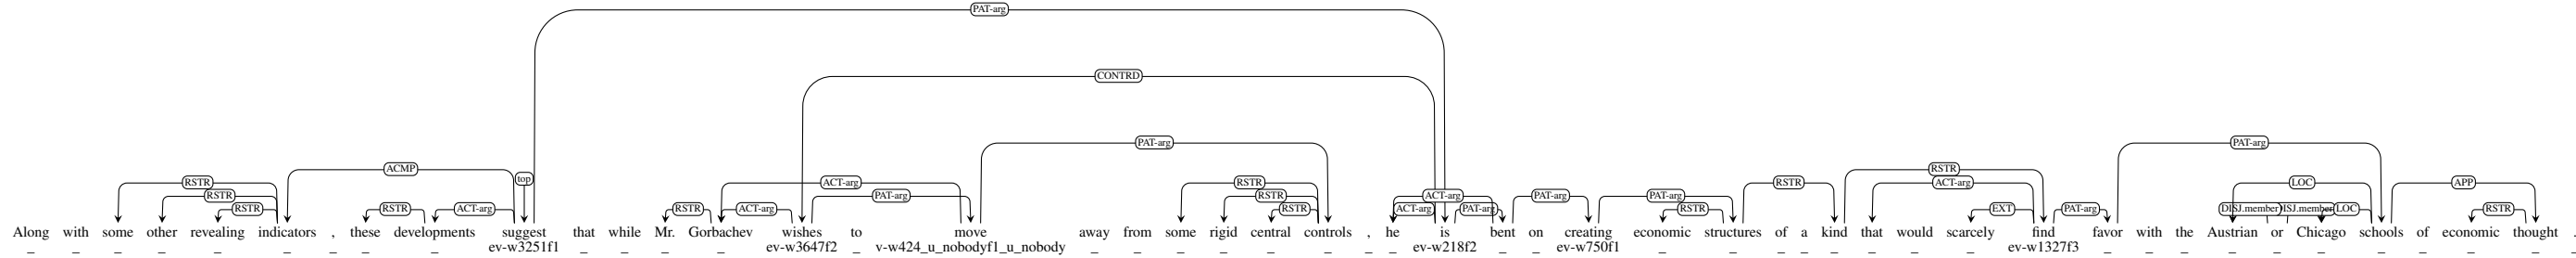 PAT-arg
CONTRD
PAT-arg
ACMP RSTR
top
RSTR ACT-arg RSTR RSTR ACT-arg LOC APP
RSTR PAT-arg RSTR ACT-arg PAT-arg PAT-arg
RSTR RSTR ACT-arg RSTR ACT-arg RSTR ACT-arg PAT-arg RSTR EXT PAT-arg DISJ.member DISJ.member LOC RSTR
Along with some other revealing indicators , these developments suggest that while Mr. Gorbachev wishes to move away from some rigid central controls , he is bent on creating economic structures of a kind that would scarcely find favor with the Austrian or Chicago schools of economic thought .
_ _ _ _ _ _ _ _ _ ev-w3251f1 _ _ _ _ ev-w3647f2 _ v-w424_u_nobodyf1_u_nobody _ _ _ _ _ _ _ _ ev-w218f2 _ _ ev-w750f1 _ _ _ _ _ _ _ _ ev-w1327f3 _ _ _ _ _ _ _ _ _ _ _